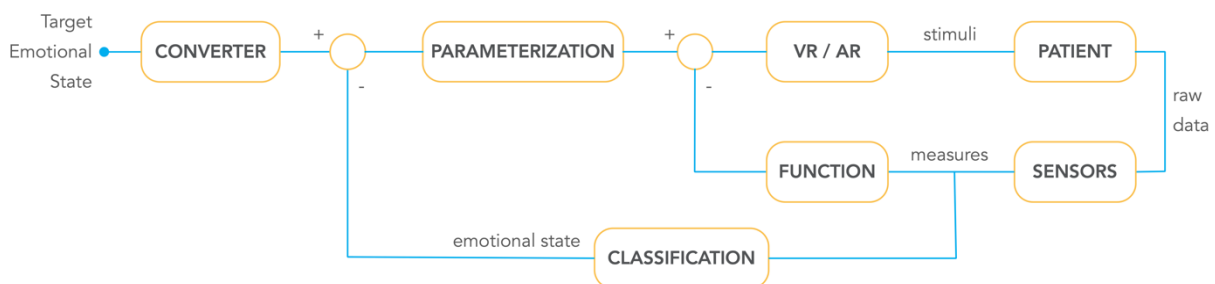 Target
Emotional
State
CONVERTER
+
-
PARAMETERIZATION
+
-
VR / AR
stimuli
PATIENT
raw
data
FUNCTION
measures
SENSORS
emotional state
CLASSIFICATION